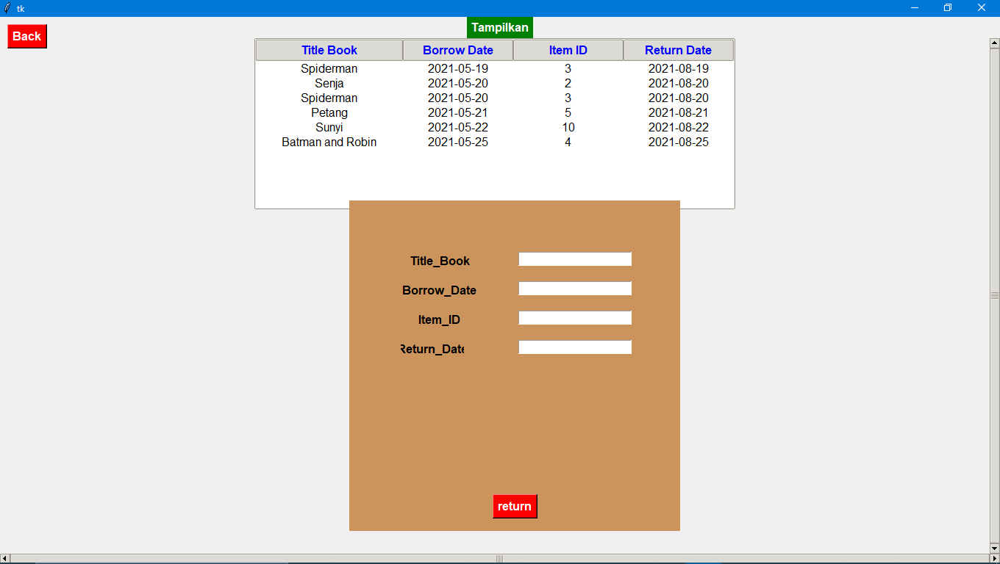 tk
Back
Tampilkan
Title Book Borrow Date Item ID Return Date
Spiderman 2021-05-19 3 2021-08-19
Senja 2021-05-20 2 2021-08-20
Spiderman 2021-05-20 3 2021-08-20
Petang 2021-05-21 5 2021-08-21
Sunyi 2021-05-22 10 2021-08-22
Batman and Robin 2021-05-25 4 2021-08-25
Title_Book
Borrow_Date
Item_ID
Return_Date
return